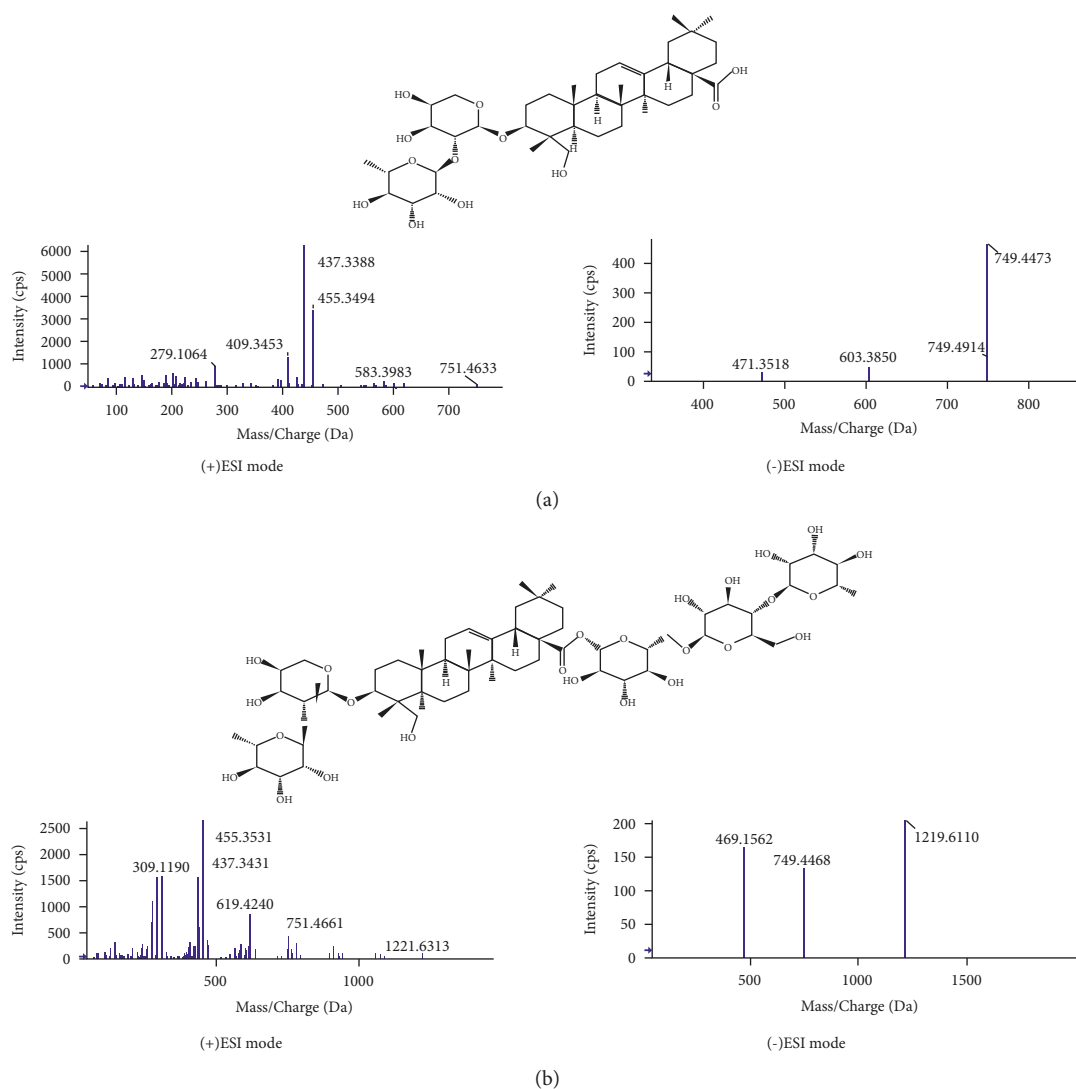 OH
O
H
HO
O
H
O
HO
O
H
HO
O
HO
OH
OH
6000
5000
4000
3000
2000
1000
0
Intensity (cps)
437.3388
455.3494
409.3453
279.1064
583.3983
751.4633
100 200 300 400 500 600 700
Mass/Charge (Da)
(+)ESI mode
400
300
200
100
0
Intensity (cps)
749.4473
749.4914
603.3850
471.3518
400 500 600 700 800
Mass/Charge (Da)
(-)ESI mode
(a)
OH
HO OH
OH
HO O O
O O OH
O O
H O
HO O H O HO OH
HO O OH
HO
O
HO OH
OH
2500
2000
1500
1000
500
0
Intensity (cps)
455.3531
437.3431
309.1190
619.4240
751.4661
1221.6313
500 1000
Mass/Charge (Da)
(+)ESI mode
200
150
100
50
0
Intensity (cps)
1219.6110
469.1562
749.4468
500 1000 1500
Mass/Charge (Da)
(-)ESI mode
(b)